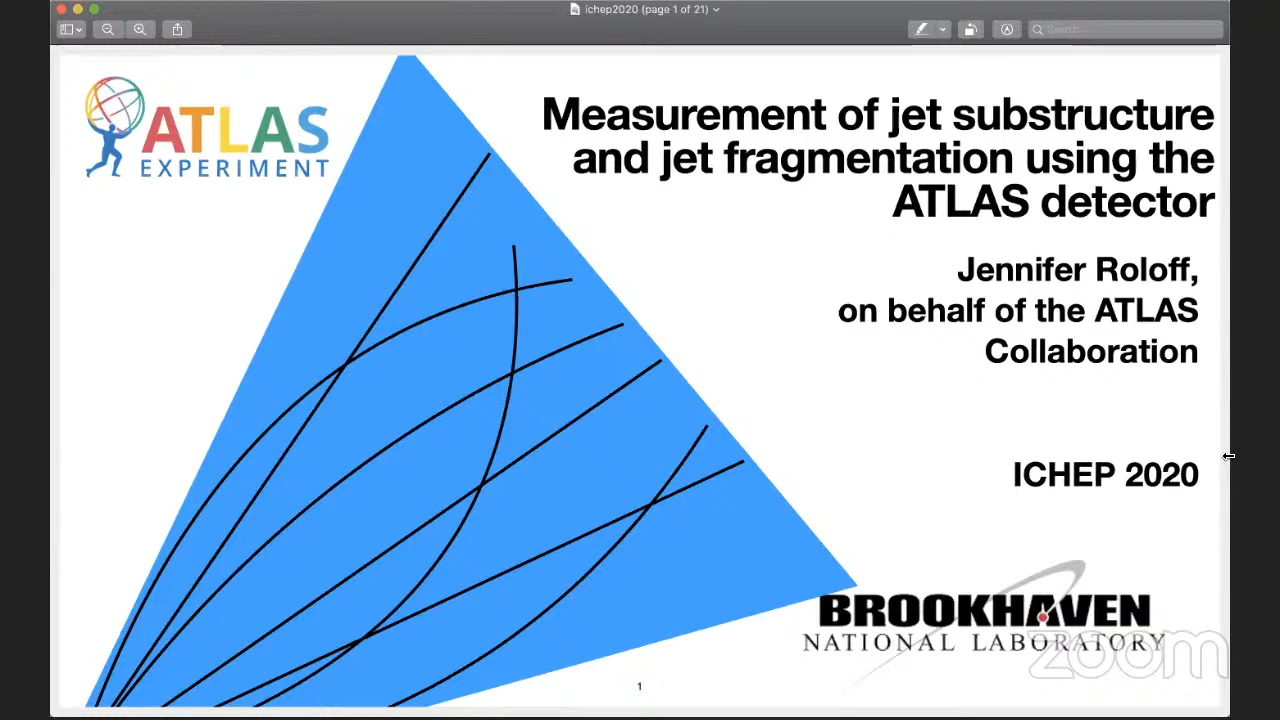 ichep2020 (page 1 of 21)
Search...
ATLAS
EXPERIMENT
Measurement of jet substructure
and jet fragmentation using the
ATLAS detector
Jennifer Roloff,
on behalf of the ATLAS
Collaboration
ICHEP 2020
BROOKHAVEN
NATIONAL LABORATORY
zoom
1